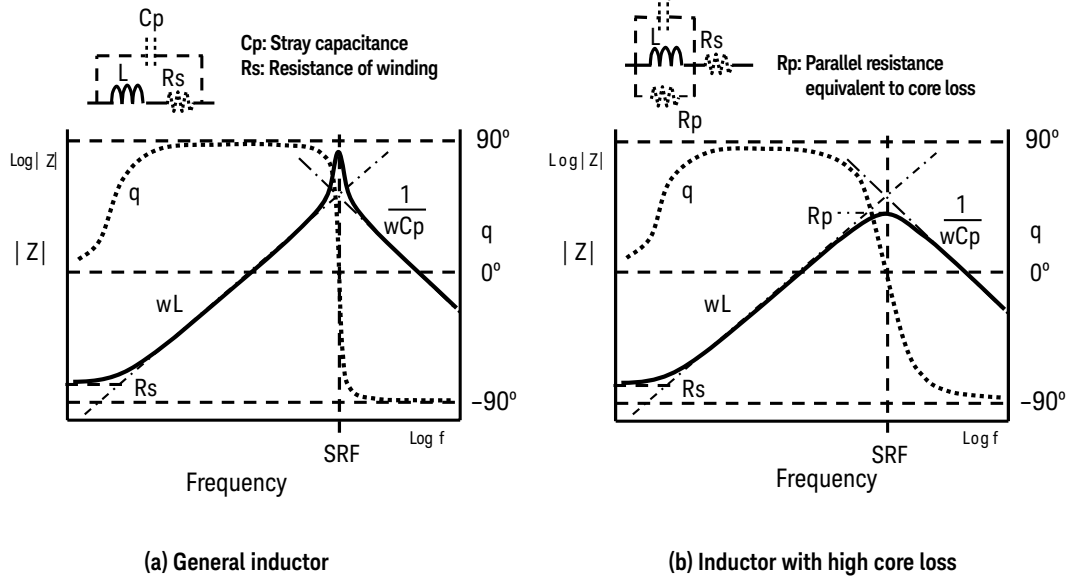 Cp
Cp: Stray capacitance
Rs: Resistance of winding
L
Rs
Log| Z|
90º
q
1
wCp
|Z|
q
0º
wL
Rs
–90º
Log f
SRF
Frequency
(a) General inductor
L
Rs
Rp: Parallel resistance
equivalent to core loss
Rp
Log|Z|
90º
q
Rp
1
wCp
|Z|
q
0º
wL
Rs
–90º
Log f
SRF
Frequency
(b) Inductor with high core loss